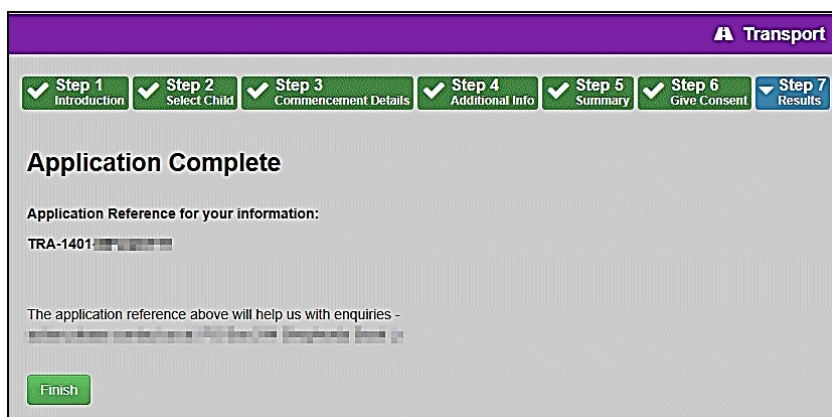 Transport
Step 1
Introduction
Step 2
Select Child
Step 3
Commencement Details
Step 4
Additional Info
Step 5
Summary
Step 6
Give Consent
Step 7
Results
Application Complete
Application Reference for your information:
TRA-1401-
The application reference above will help us with enquiries -
Finish